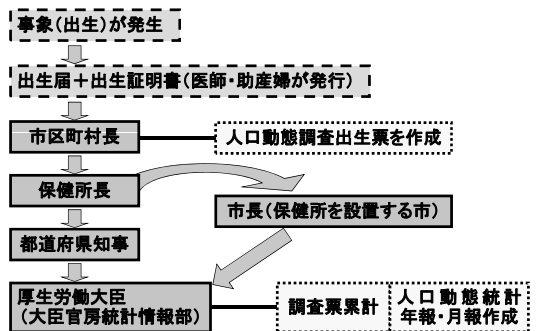 事象(出生)が発生
出生届＋出生証明書(医師・助産婦が発行)
市区町村長
人口動態調査出生票を作成
保健所長
市長(保健所を設置する市)
都道府県知事
厚生労働大臣
(大臣官房統計情報部)
調査票累計
人口動態統計
年報・月報作成